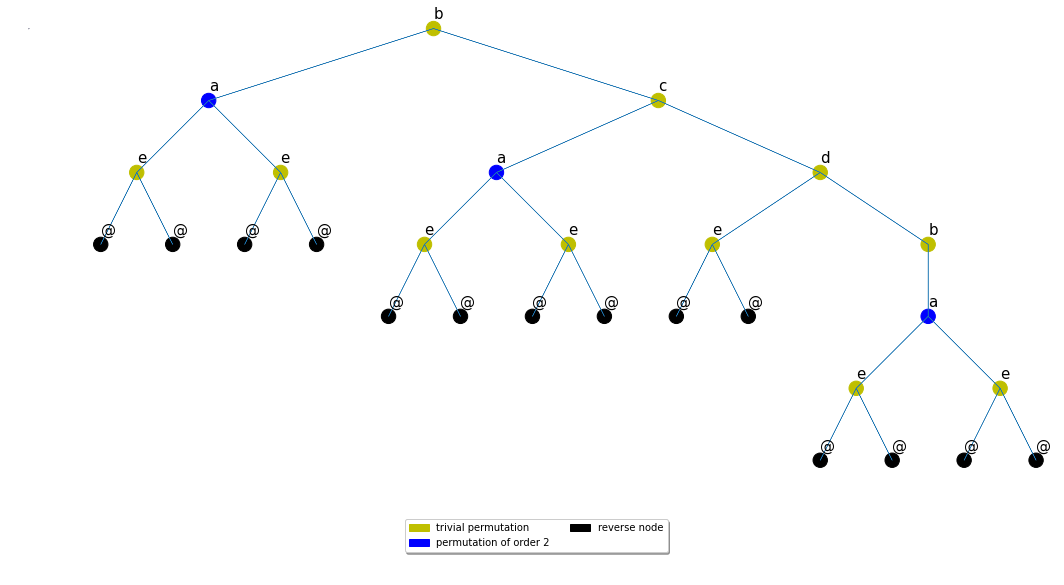 b
a c
e e a d
@ @ @ @ e e e b
@ @ @ @ @ @ a
e e
@ @ @ @
trivial permutation reverse node
permutation of order 2